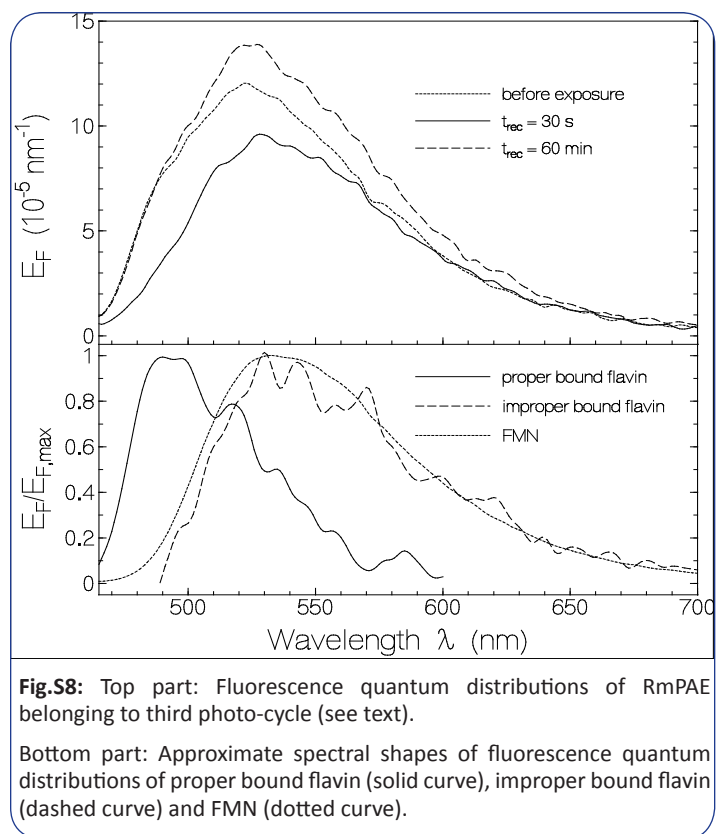 15
10
5
0
E_F (10⁻⁵ nm⁻¹)
before exposure
t_rec = 30 s
t_rec = 60 min
1
0.8
0.6
0.4
0.2
0
E_F/E_F,max
proper bound flavin
improper bound flavin
FMN
500 550 600 650 700
Wavelength λ (nm)
Fig.S8: Top part: Fluorescence quantum distributions of RmPAE
belonging to third photo-cycle (see text).
Bottom part: Approximate spectral shapes of fluorescence quantum
distributions of proper bound flavin (solid curve), improper bound flavin
(dashed curve) and FMN (dotted curve).